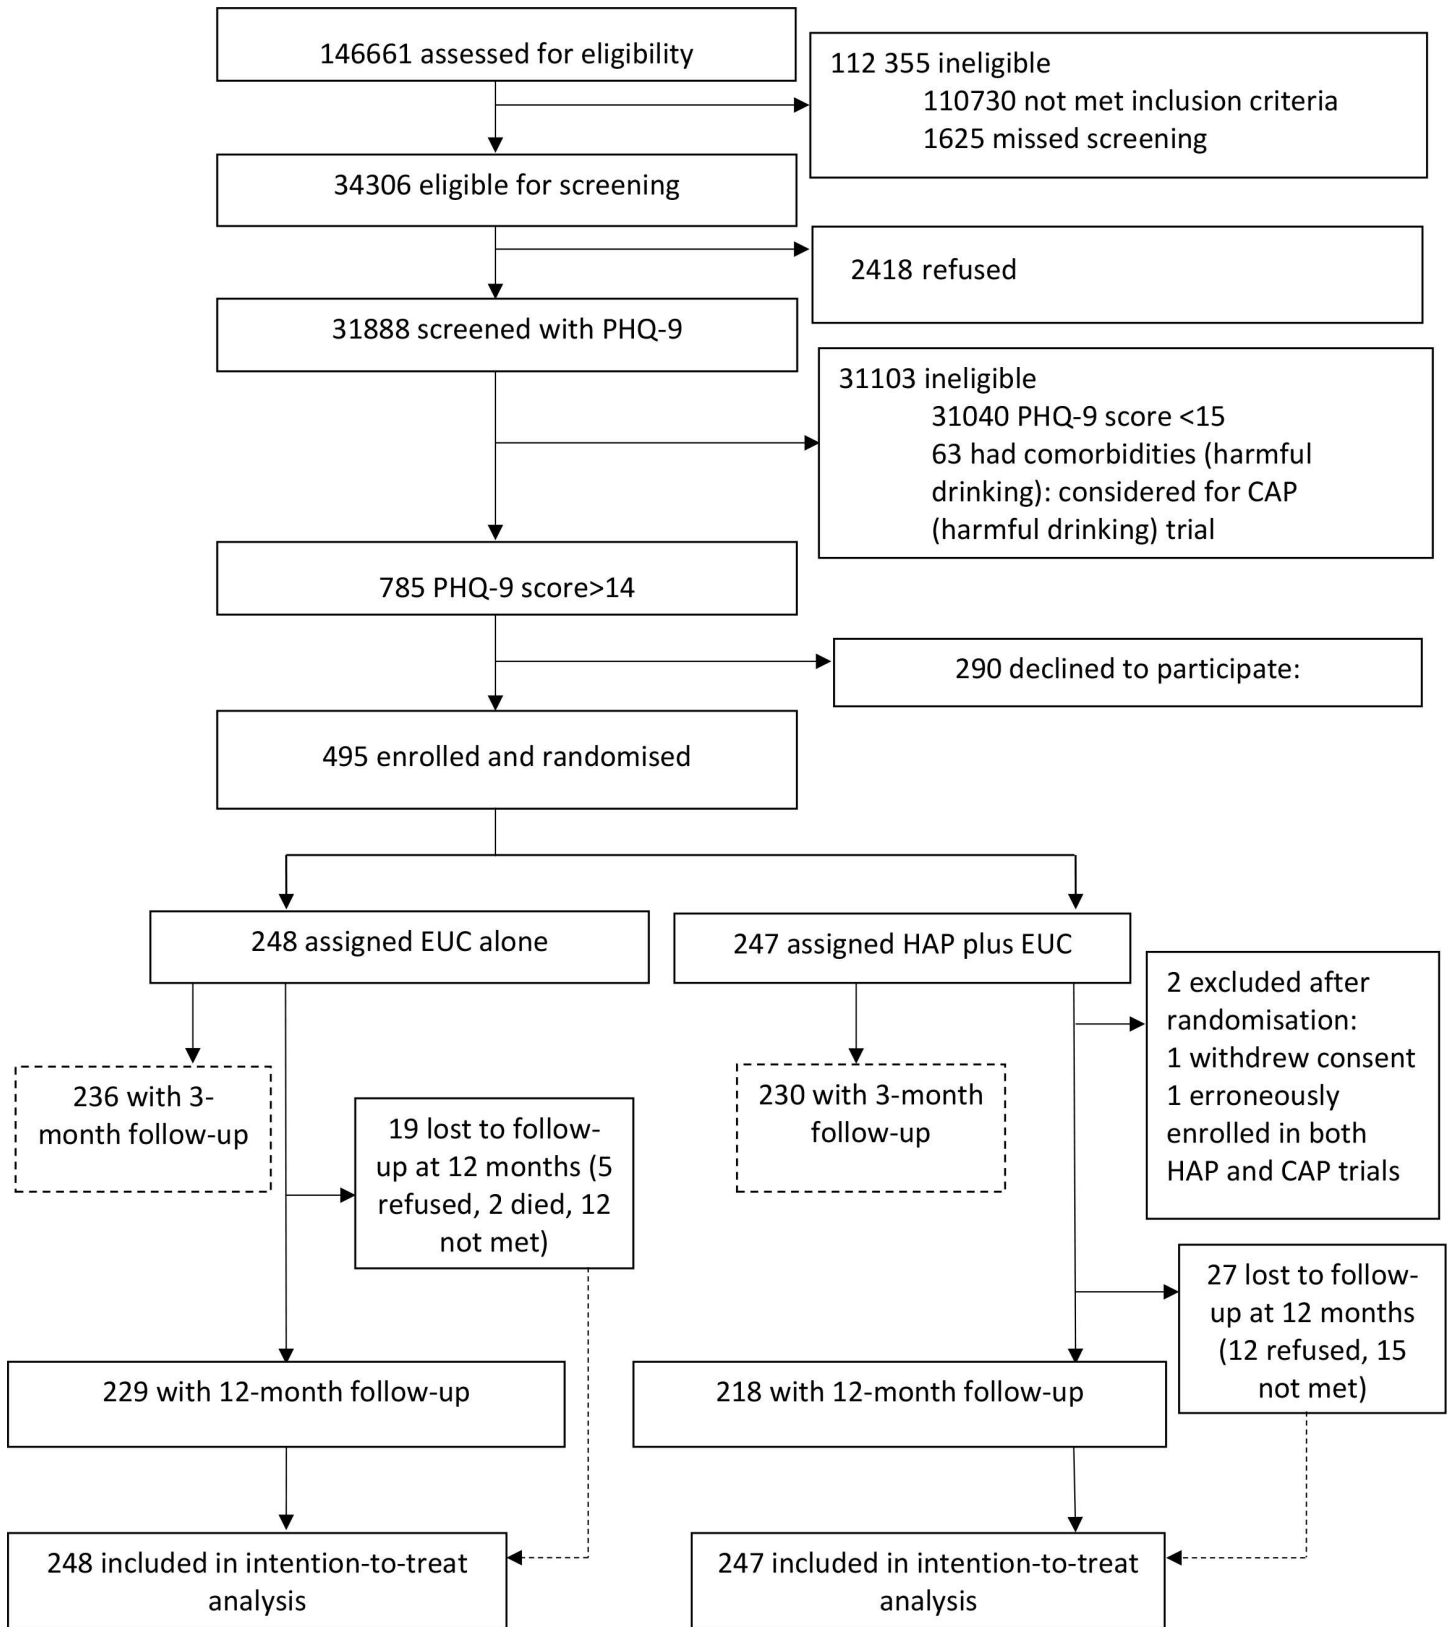 146661 assessed for eligibility
112 355 ineligible
110730 not met inclusion criteria
1625 missed screening
34306 eligible for screening
2418 refused
31888 screened with PHQ-9
31103 ineligible
31040 PHQ-9 score <15
63 had comorbidities (harmful
drinking): considered for CAP
(harmful drinking) trial
785 PHQ-9 score>14
290 declined to participate:
495 enrolled and randomised
248 assigned EUC alone
247 assigned HAP plus EUC
2 excluded after
randomisation:
1 withdrew consent
1 erroneously
enrolled in both
HAP and CAP trials
236 with 3-
month follow-up
19 lost to follow-
up at 12 months (5
refused, 2 died, 12
not met)
230 with 3-month
follow-up
27 lost to follow-
up at 12 months
(12 refused, 15
not met)
229 with 12-month follow-up
218 with 12-month follow-up
248 included in intention-to-treat
analysis
247 included in intention-to-treat
analysis